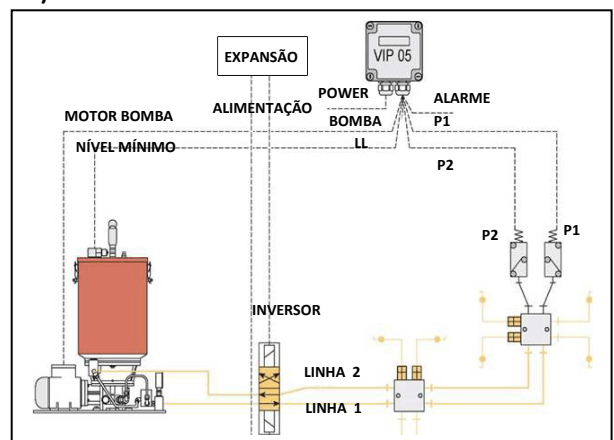 EXPANSÃO
VIP 05
POWER
ALARME
ALIMENTAÇÃO
MOTOR BOMBA
BOMBA
P1
NÍVEL MÍNIMO
LL
P2
P2
P1
INVERSOR
LINHA 2
LINHA 1